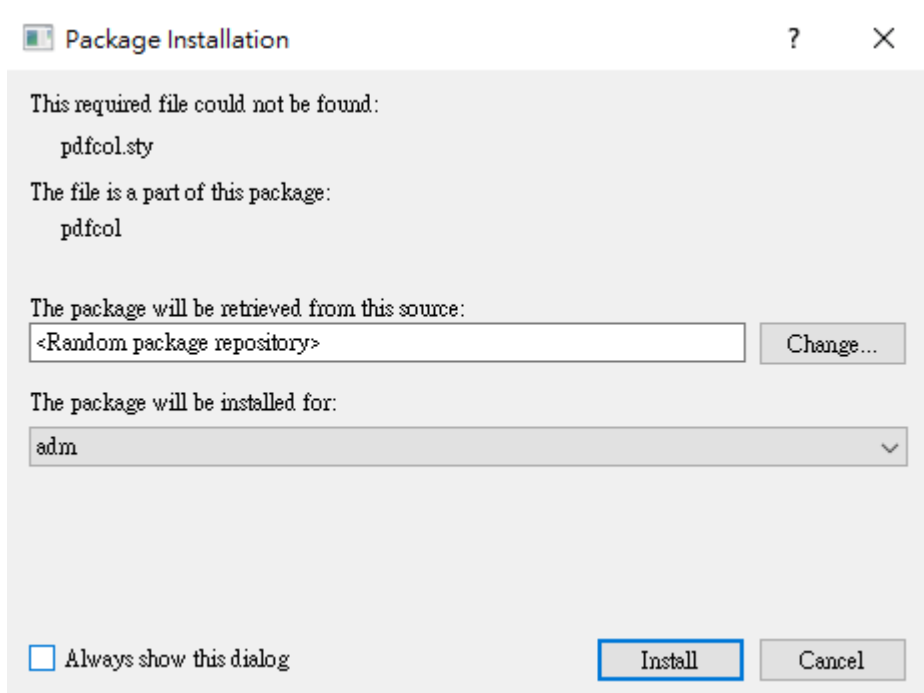 Package Installation
?
This required file could not be found:
pdfcol.sty
The file is a part of this package:
pdfcol
The package will be retrieved from this source:
<Random package repository>
Change...
The package will be installed for:
adm
Always show this dialog
Install
Cancel